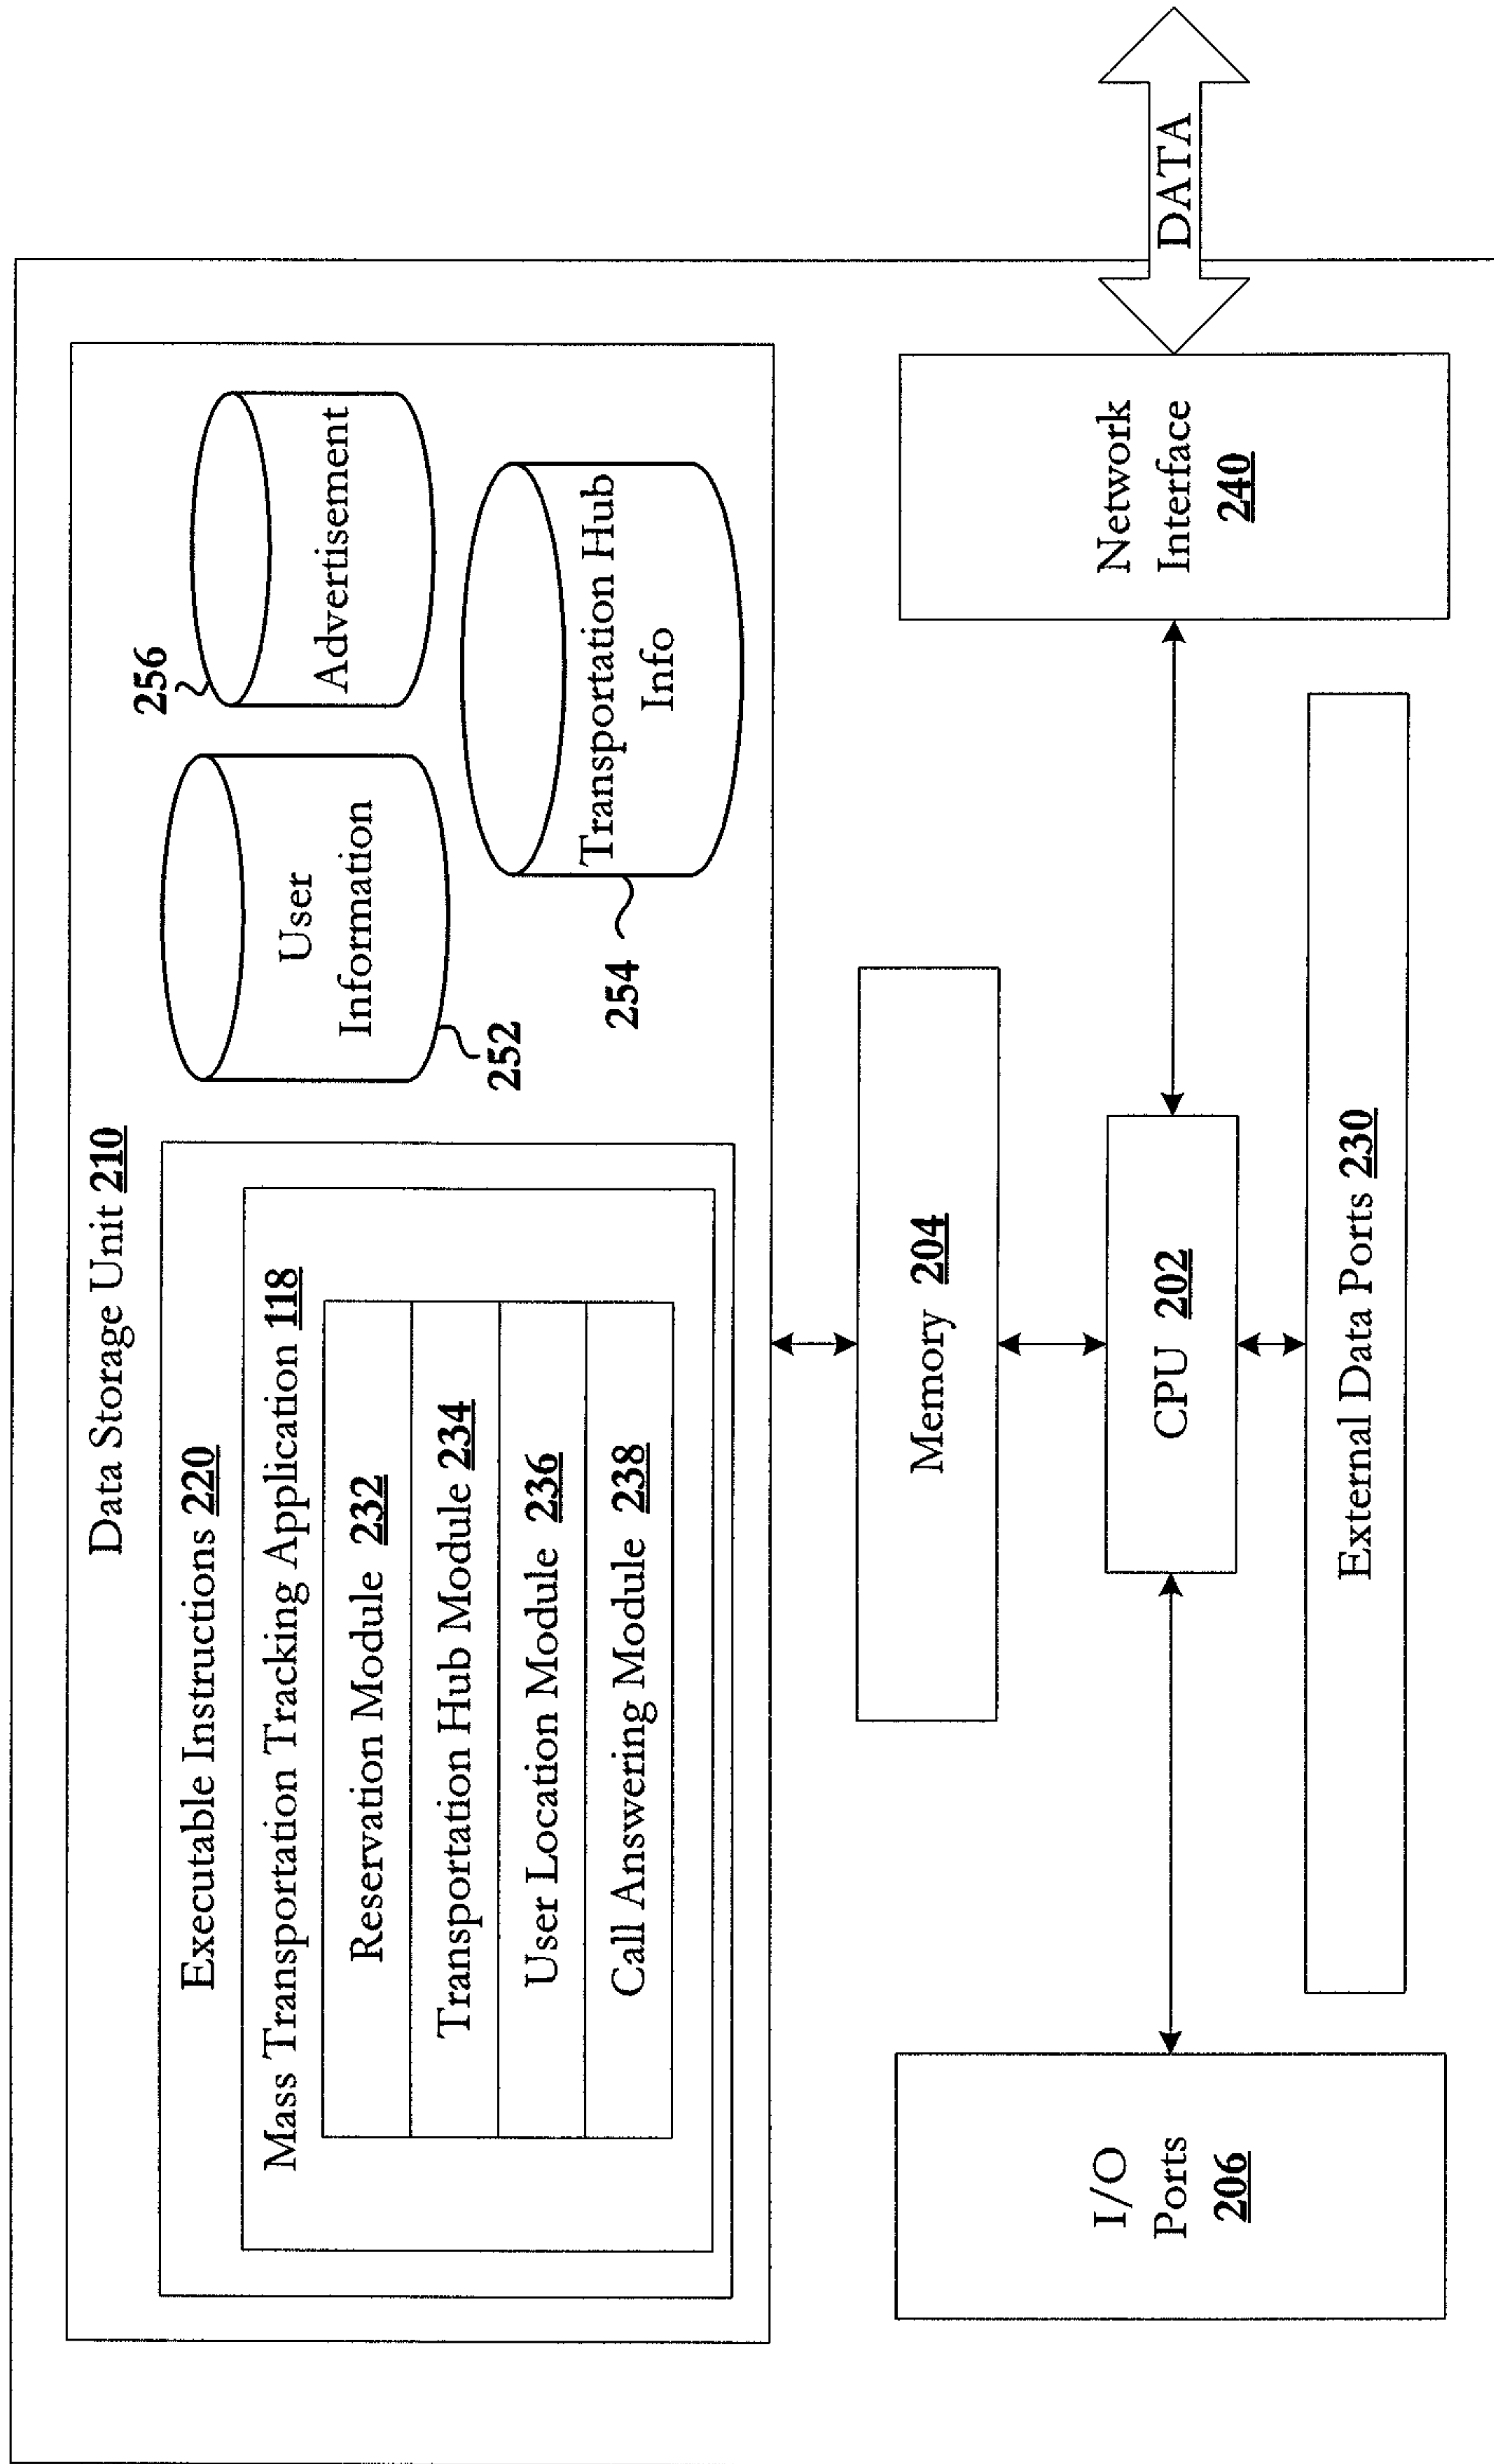 Data Storage Unit 210
Executable Instructions 220
Mass Transportation Tracking Application 118
Reservation Module 232
Transportation Hub Module 234
User Location Module 236
Call Answering Module 238
User
Information
252
256
Advertisement
Transportation Hub
Info
254
Memory 204
I/O
Ports
206
CPU 202
Network
Interface
240
DATA
External Data Ports 230